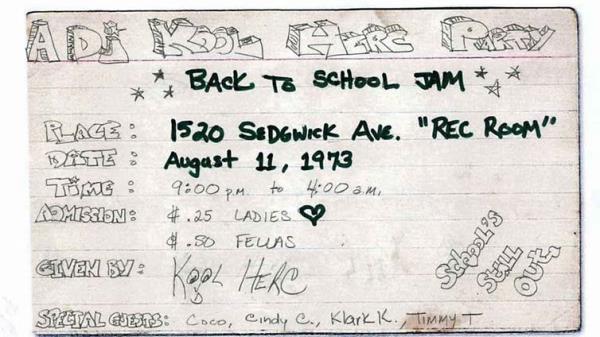 A DJ KOOL HERC PARTY
BACK TO SCHOOL JAM
PLACE: 1520 SEDGWICK AVE. "REC ROOM"
DATE: August 11, 1973
TIME: 9:00 p.m. to 4:00 a.m.
ADMISSION: $.25 LADIES
$.50 FELLAS
GIVEN BY: KOOL HERC
School's
Still
Out.
SPECIAL GUESTS: Coco, Cindy C., Klark K., Timmy T